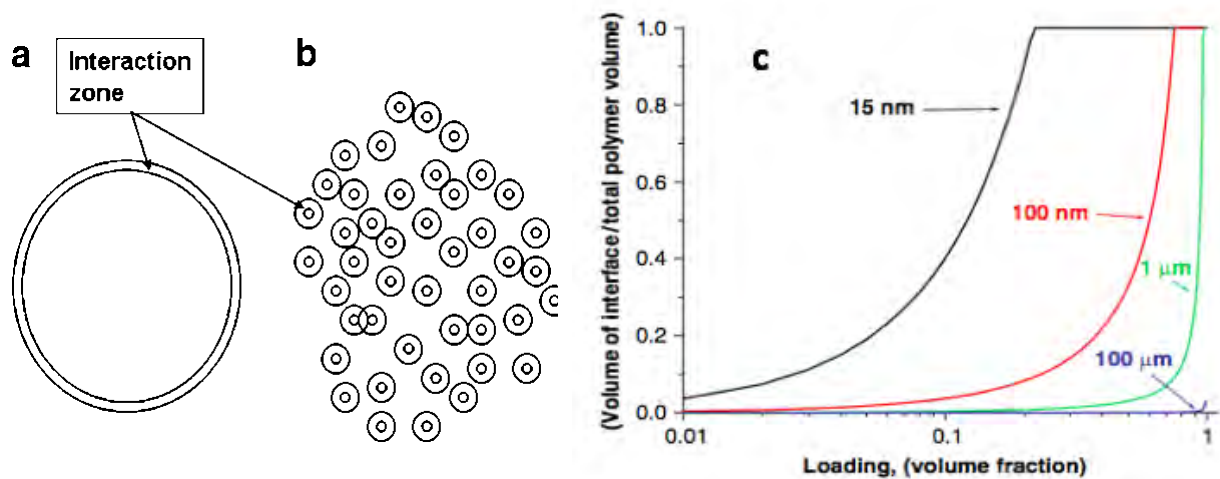 a
Interaction
zone
b
c
(Volume of interface/total polymer volume)
1.0
0.8
0.6
0.4
0.2
0.0
15 nm
100 nm
1 μm
100 μm
0.01
0.1
1
Loading, (volume fraction)